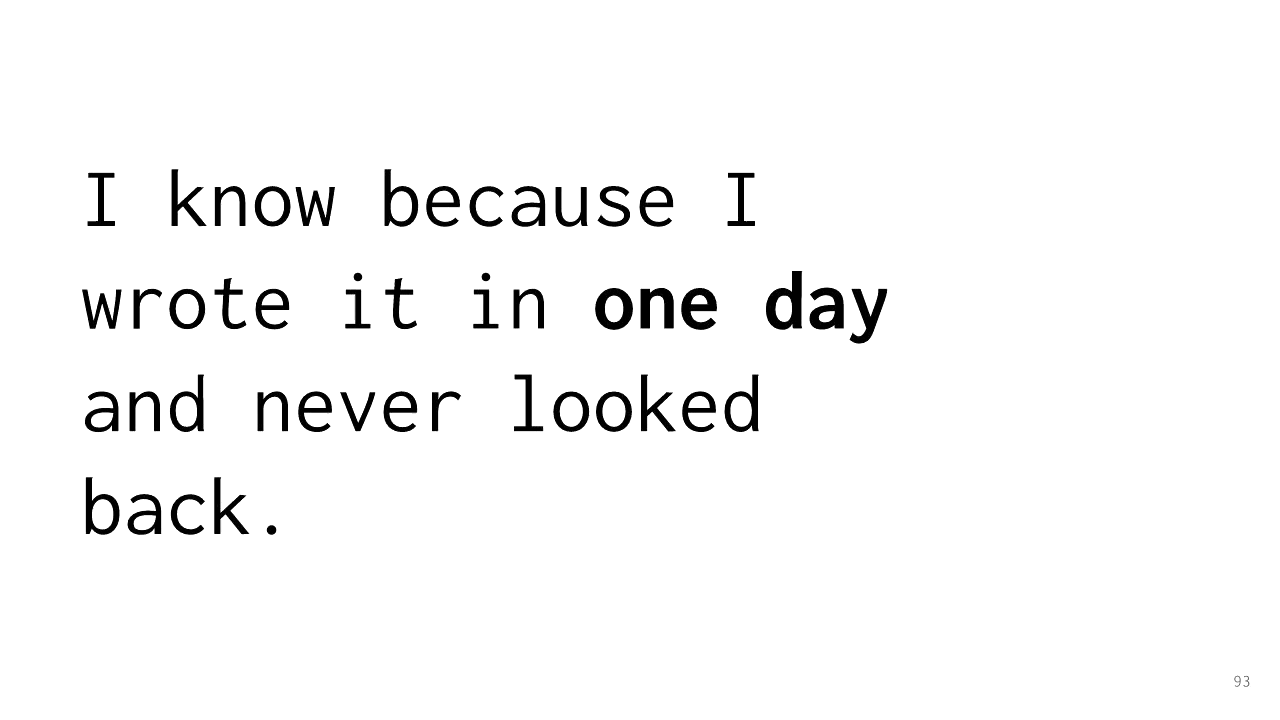 I know because I
wrote it in one day
and never looked
back.
93